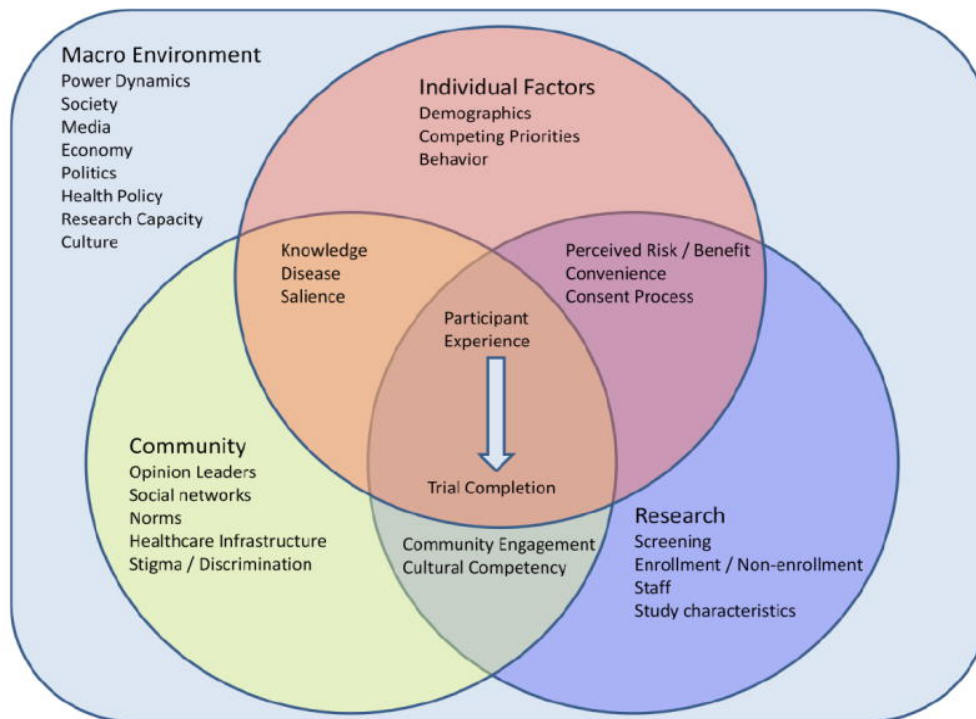 Macro Environment
Power Dynamics
Society
Media
Economy
Politics
Health Policy
Research Capacity
Culture
Individual Factors
Demographics
Competing Priorities
Behavior
Knowledge
Disease
Salience
Perceived Risk / Benefit
Convenience
Consent Process
Participant
Experience
Trial Completion
Community
Opinion Leaders
Social networks
Norms
Healthcare Infrastructure
Stigma / Discrimination
Community Engagement
Cultural Competency
Research
Screening
Enrollment / Non-enrollment
Staff
Study characteristics